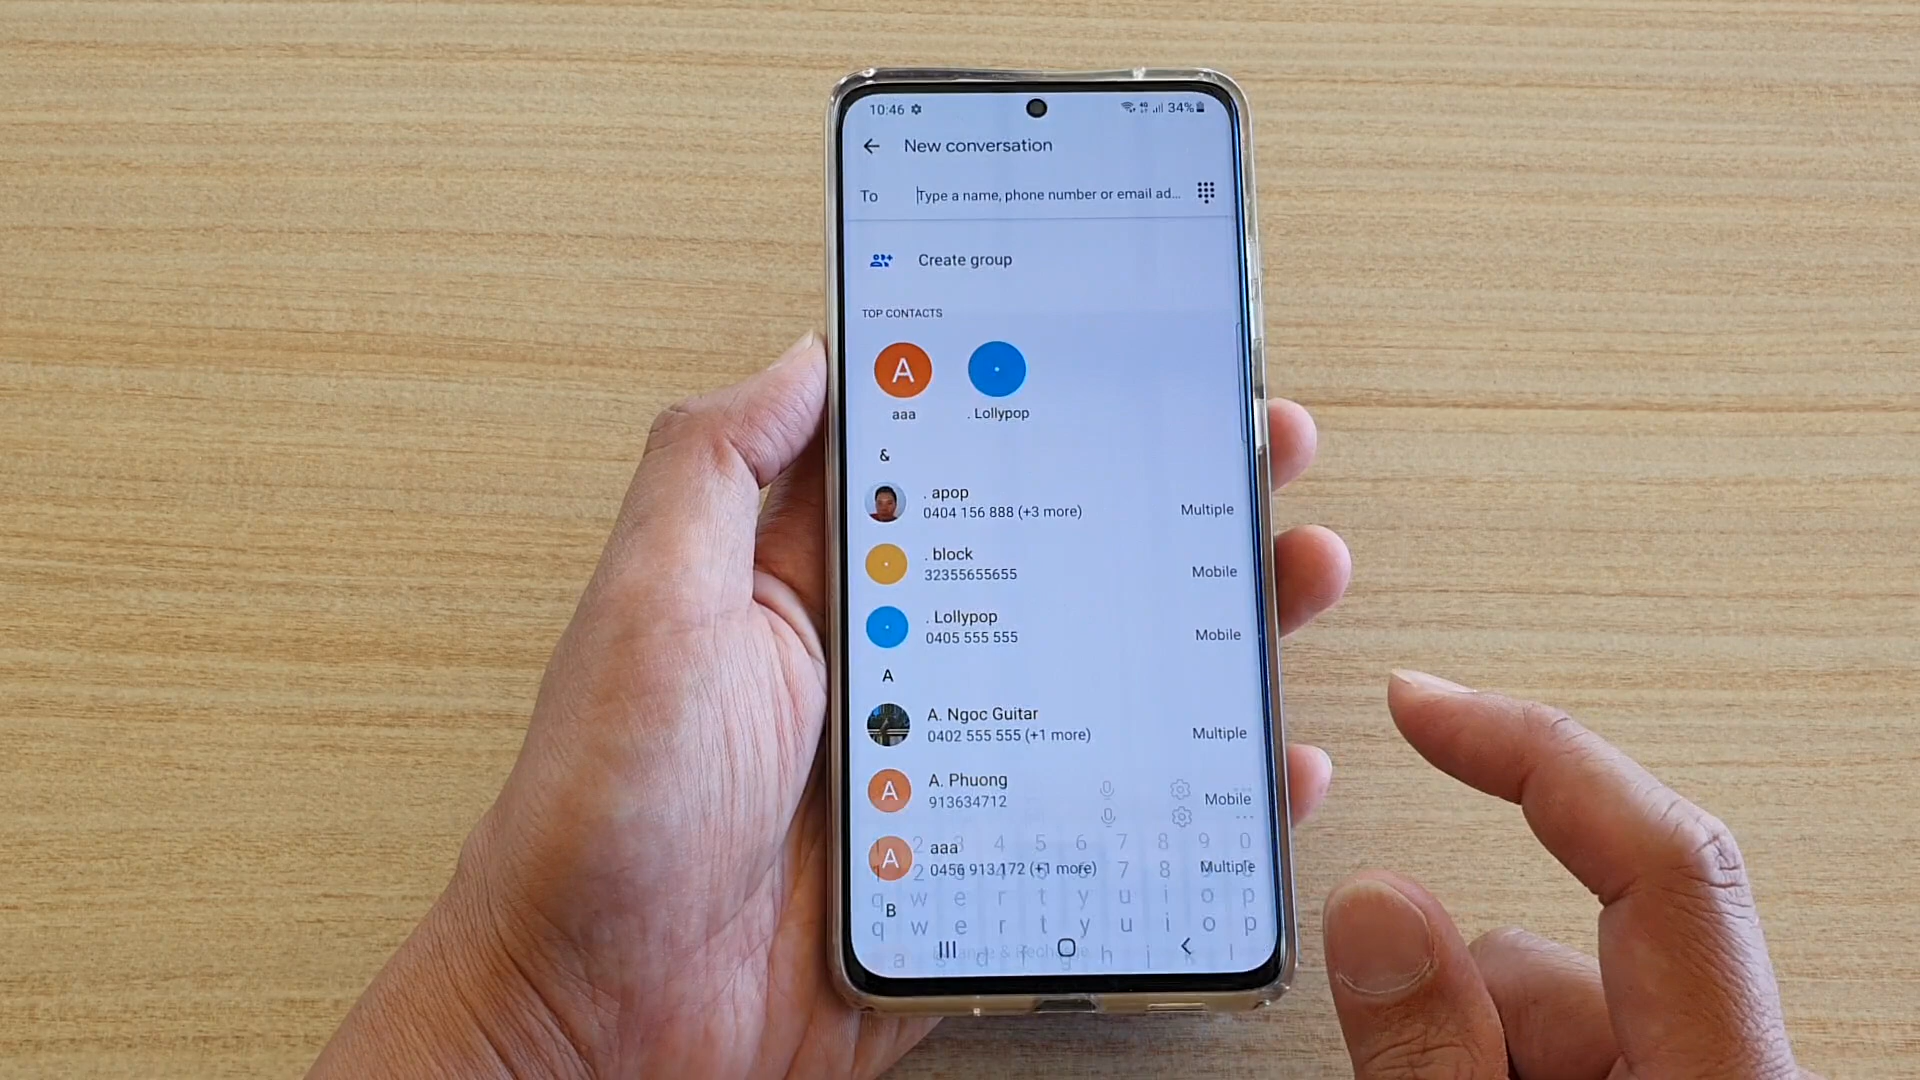 10:46 4G 34%
New conversation
To Type a name, phone number or email ad...
Create group
TOP CONTACTS
A
aaa . Lollypop
&
. apop
0404 156 888 (+3 more) Multiple
. block
32355655655 Mobile
. Lollypop
0405 555 555 Mobile
A
A. Ngoc Guitar
0402 555 555 (+1 more) Multiple
A A. Phuong
913634712 Mobile
A aaa
0456 913 172 (+1 more) Multiple
B
1 2 3 4 5 6 7 8 9 0
q w e r t y u i o p
a s d f g h j l